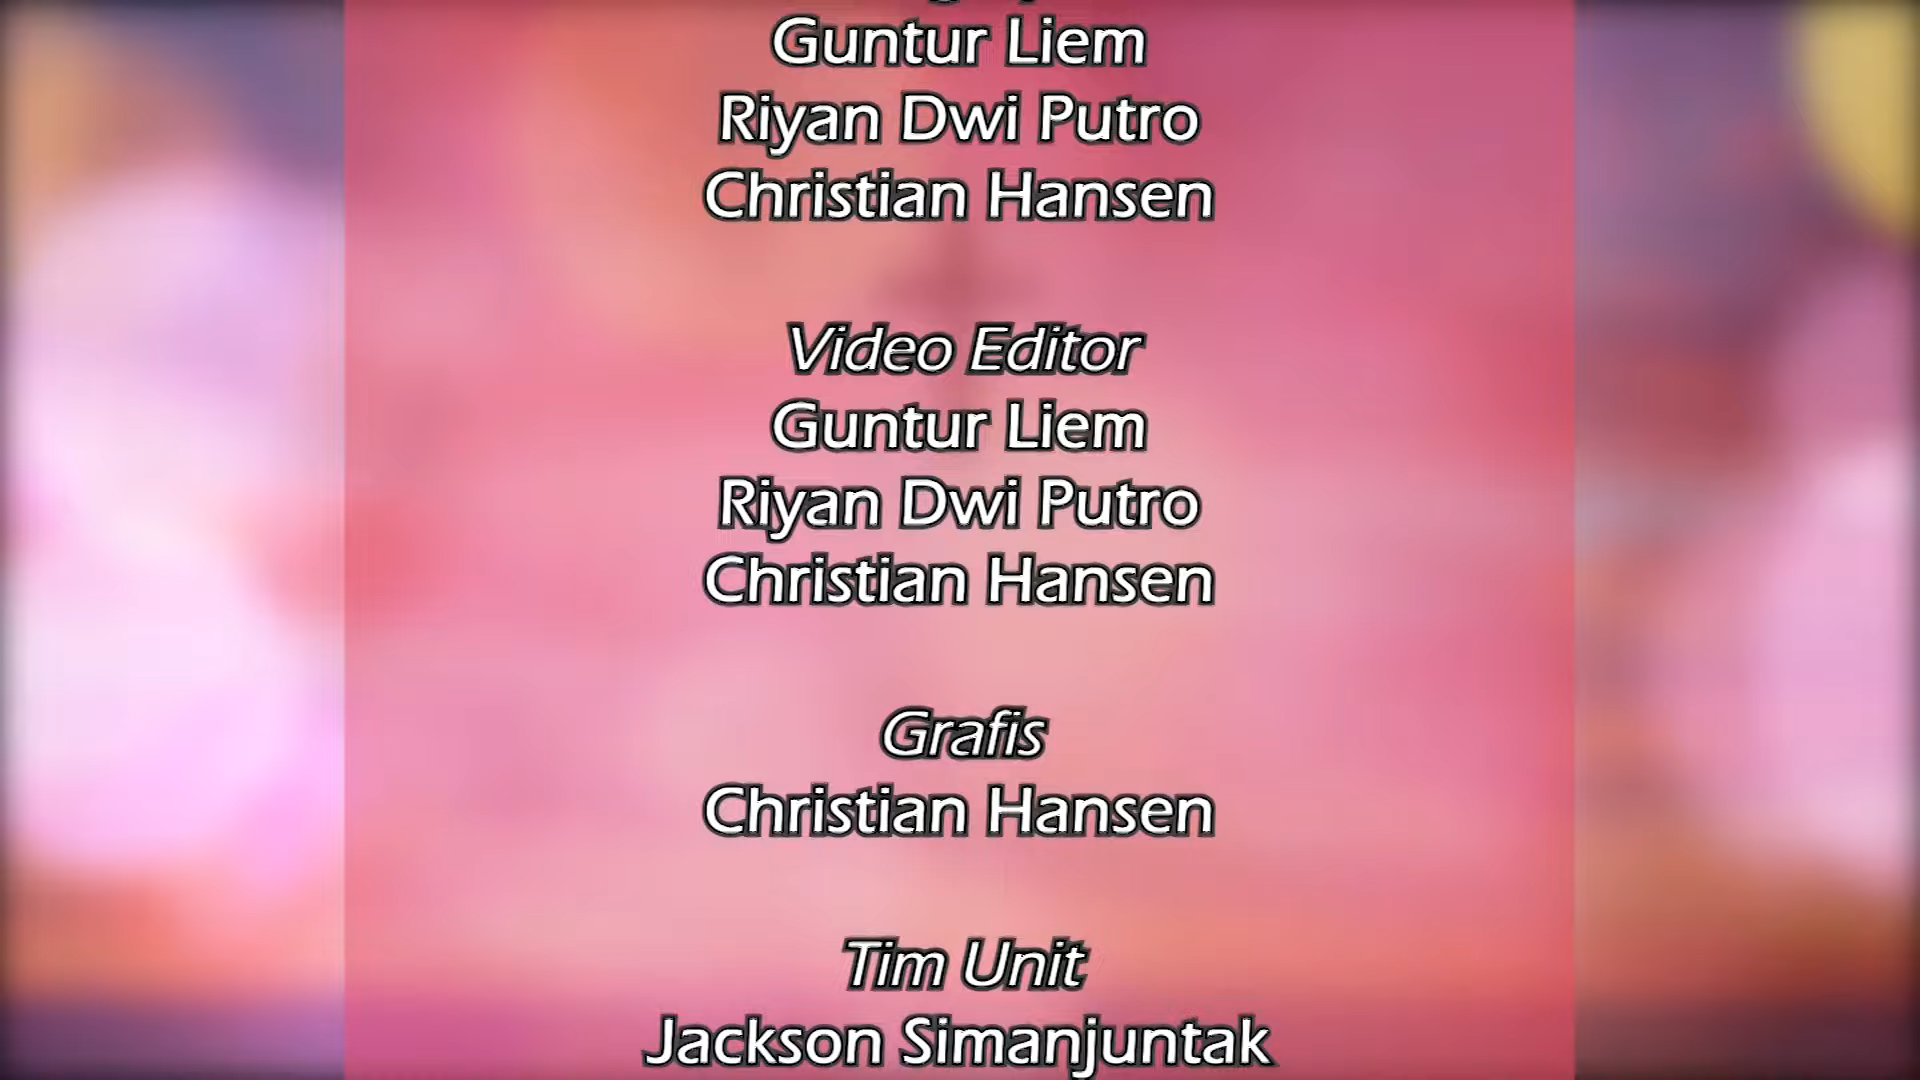 Guntur Liem
Riyan Dwi Putro
Christian Hansen
Video Editor
Guntur Liem
Riyan Dwi Putro
Christian Hansen
Grafis
Christian Hansen
Tim Unit
Jackson Simanjuntak